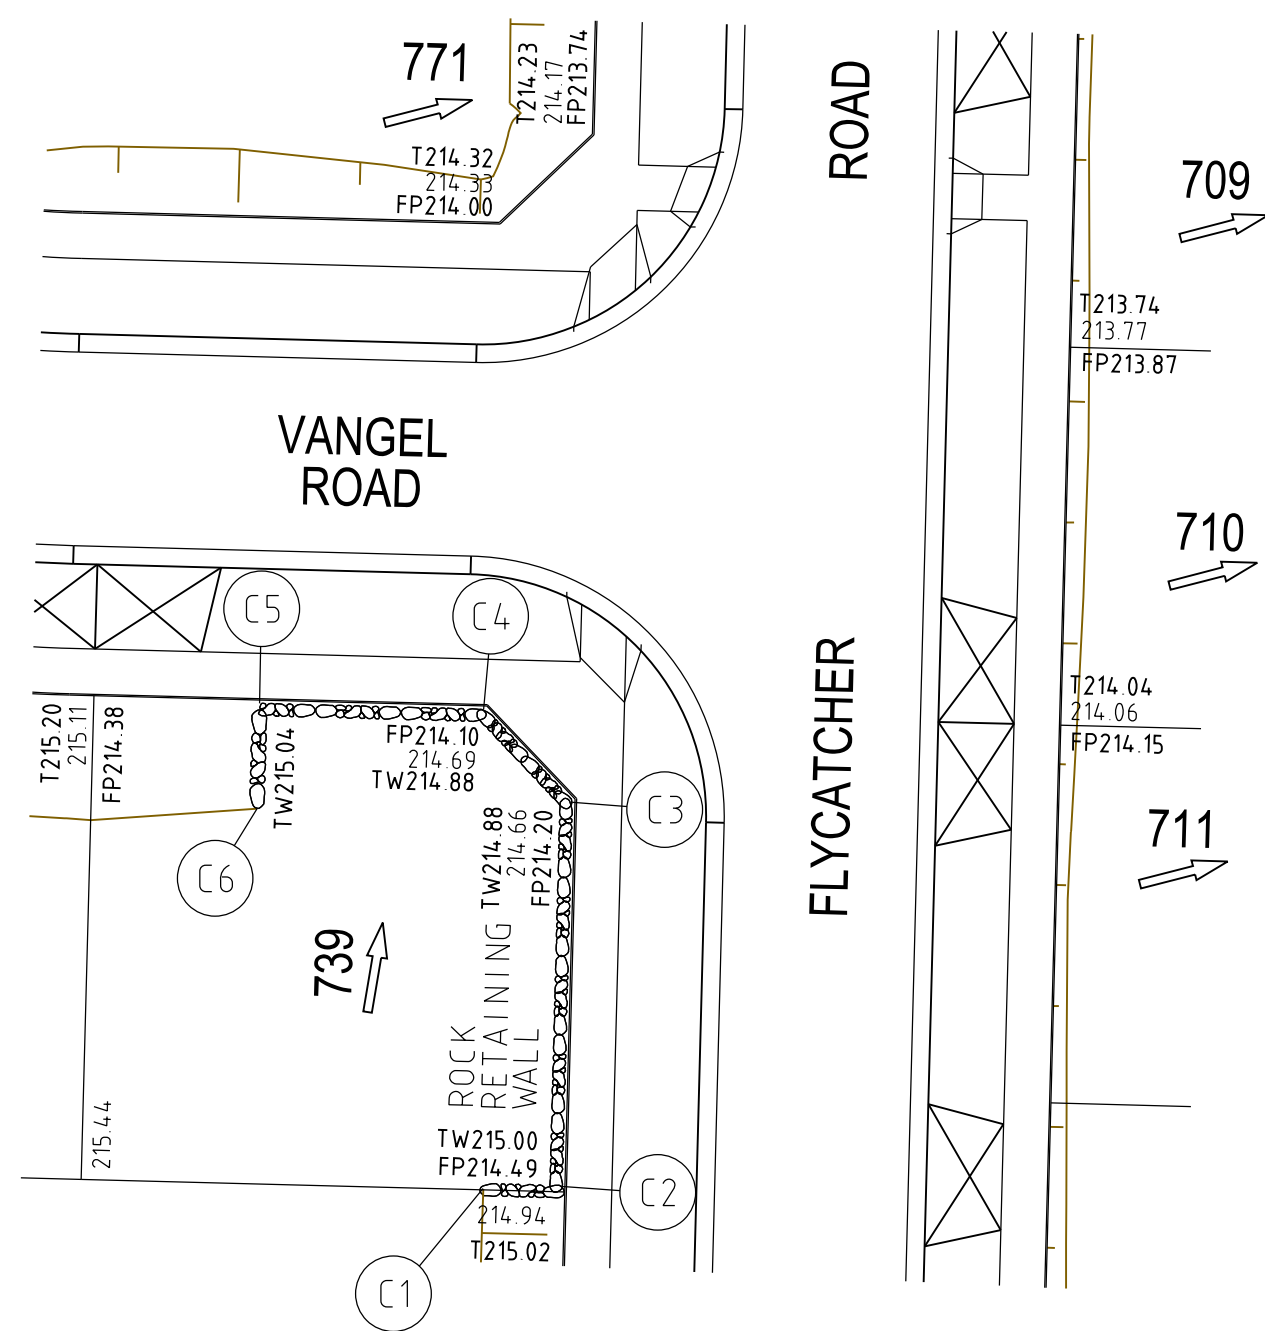 771
T214.23
214.17
FP213.74
T214.32
214.33
FP214.00
ROAD
709
T213.74
213.77
FP213.87
VANGEL
ROAD
710
C5
C4
FLYCATCHER
T214.04
214.06
FP214.15
T215.20
215.11
FP214.38
TW215.04
FP214.10
214.69
TW214.88
C3
TW214.88
214.66
FP214.20
711
C6
739
ROCK
RETAINING
WALL
215.44
TW215.00
FP214.49
C2
214.94
T215.02
C1